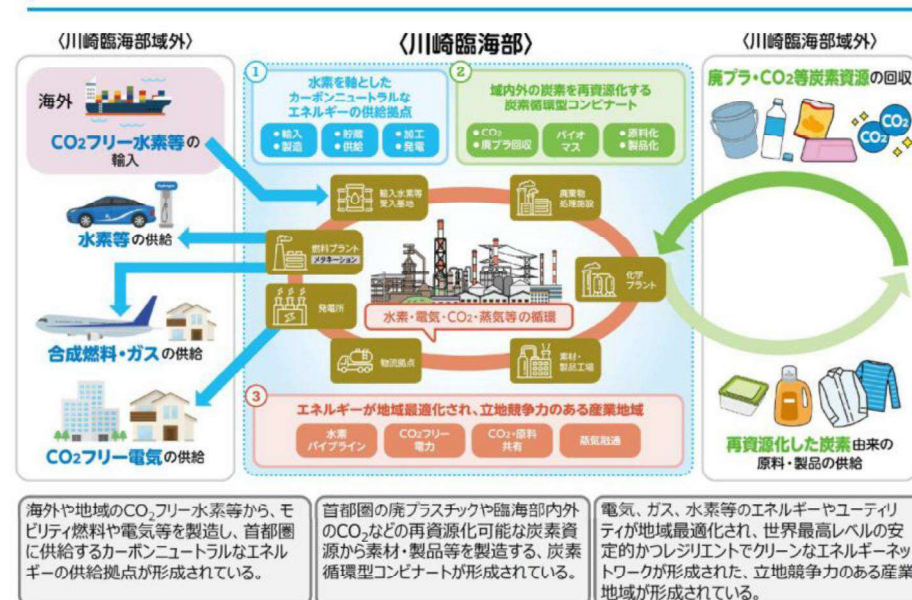 〈川崎臨海部域外〉
〈川崎臨海部〉
〈川崎臨海部域外〉
海外
CO2フリー水素等の
輸入
水素等の供給
合成燃料・ガスの供給
CO2フリー電気の供給
①
水素を軸とした
カーボンニュートラルな
エネルギーの供給拠点
●輸入
●製造
●貯蔵
●供給
●加工
●発電
②
域内外の炭素を再資源化する
炭素循環型コンビナート
●CO2
●廃プラ回収
バイオ
マス
●原料化
●製品化
輸入水素等
受入基地
廃棄物
処理施設
燃料プラント
メタネーション
化学
プラント
発電所
水素・電気・CO2・蒸気等の循環
物流拠点
素材・
製品工場
③
エネルギーが地域最適化され、立地競争力のある産業地域
水素
パイプライン
CO2フリー
電力
CO2・原料
共有
蒸気融通
廃プラ・CO2等炭素資源の回収
CO2
CO2
再資源化した炭素由来の
原料・製品の供給
海外や地域のCO2フリー水素等から、モ
ビリティ燃料や電気等を製造し、首都圏
に供給するカーボンニュートラルなエネル
ギーの供給拠点が形成されている。
首都圏の廃プラスチックや臨海部内外
のCO2などの再資源化可能な炭素資
源から素材・製品等を製造する、炭素
循環型コンビナートが形成されている。
電気、ガス、水素等のエネルギーやユーティリ
ティが地域最適化され、世界最高レベルの安
定的かつレジリエントでクリーンなエネルギーネッ
トワークが形成された、立地競争力のある産業
地域が形成されている。